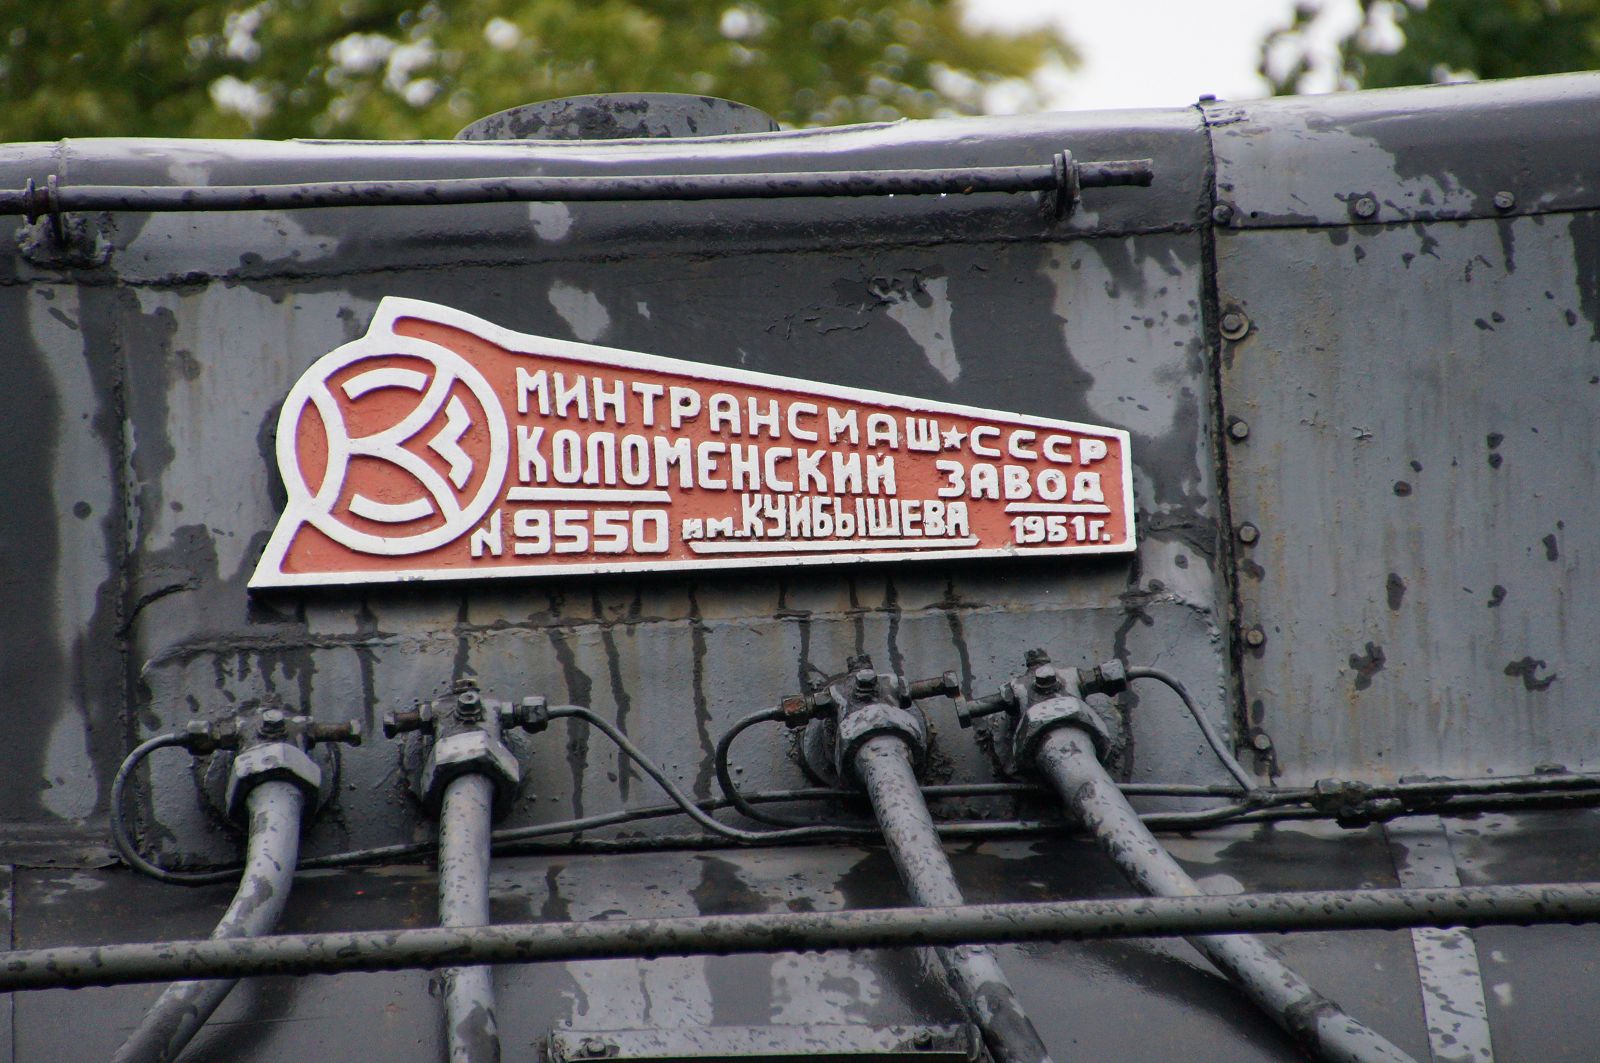 МИНТРАНСМАШ★СССР
КОЛОМЕНСКИЙ ЗАВОД
N 9550 им. КУЙБЫШЕВА 1951г.